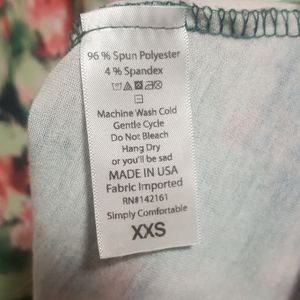 96 % Spun Polyester
4 % Spandex
Machine Wash Cold
Gentle Cycle
Do Not Bleach
Hang Dry
or you'll be sad
MADE IN USA
Fabric Imported
RN#142161
Simply Comfortable
XXS